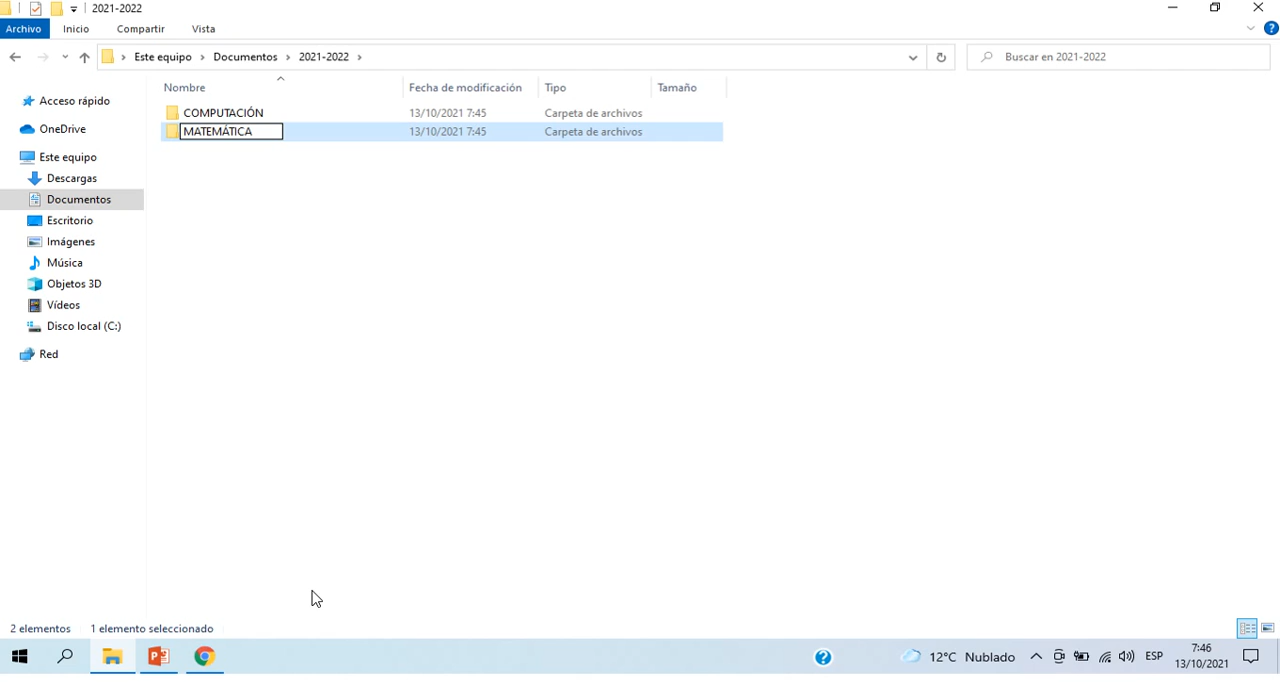 2021-2022
Archivo Inicio Compartir Vista
Este equipo Documentos 2021-2022 Buscar en 2021-2022
Nombre Fecha de modificación Tipo Tamaño
COMPUTACIÓN 13/10/2021 7:45 Carpeta de archivos
MATEMÁTICA 13/10/2021 7:45 Carpeta de archivos
Acceso rápido
OneDrive
Este equipo
Descargas
Documentos
Escritorio
Imágenes
Música
Objetos 3D
Vídeos
Disco local (C:)
Red
2 elementos 1 elemento seleccionado
12°C Nublado ESP 7:46
13/10/2021